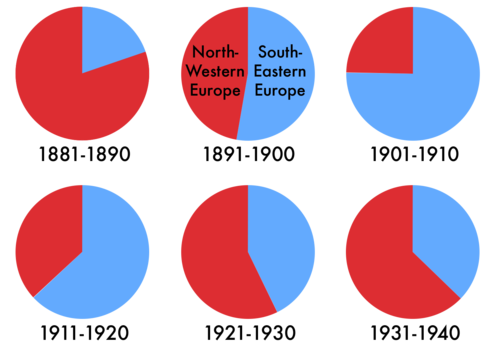 North-
Western
Europe
South-
Eastern
Europe
1881-1890
1891-1900
1901-1910
1911-1920
1921-1930
1931-1940